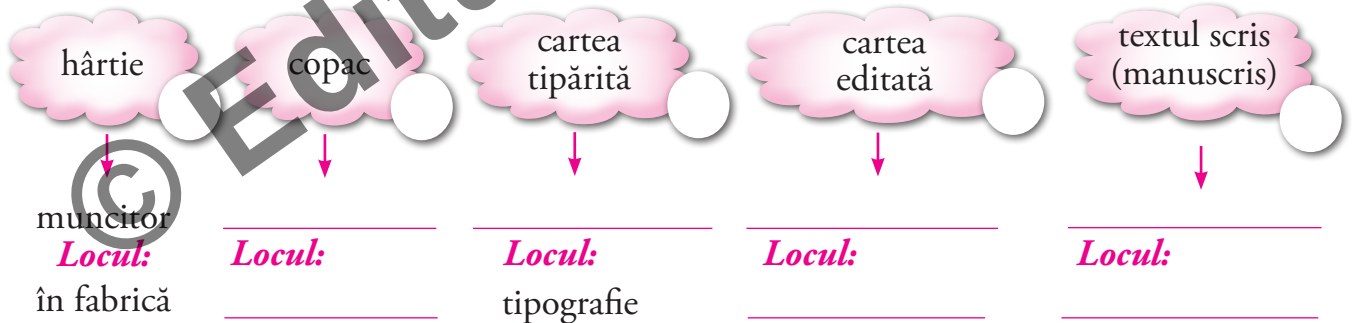 hârtie
copac
cartea
tipărită
cartea
editată
textul scris
(manuscris)
muncitor
Locul:
în fabrică
Locul:
Locul:
tipografie
Locul:
Locul:
© Edit